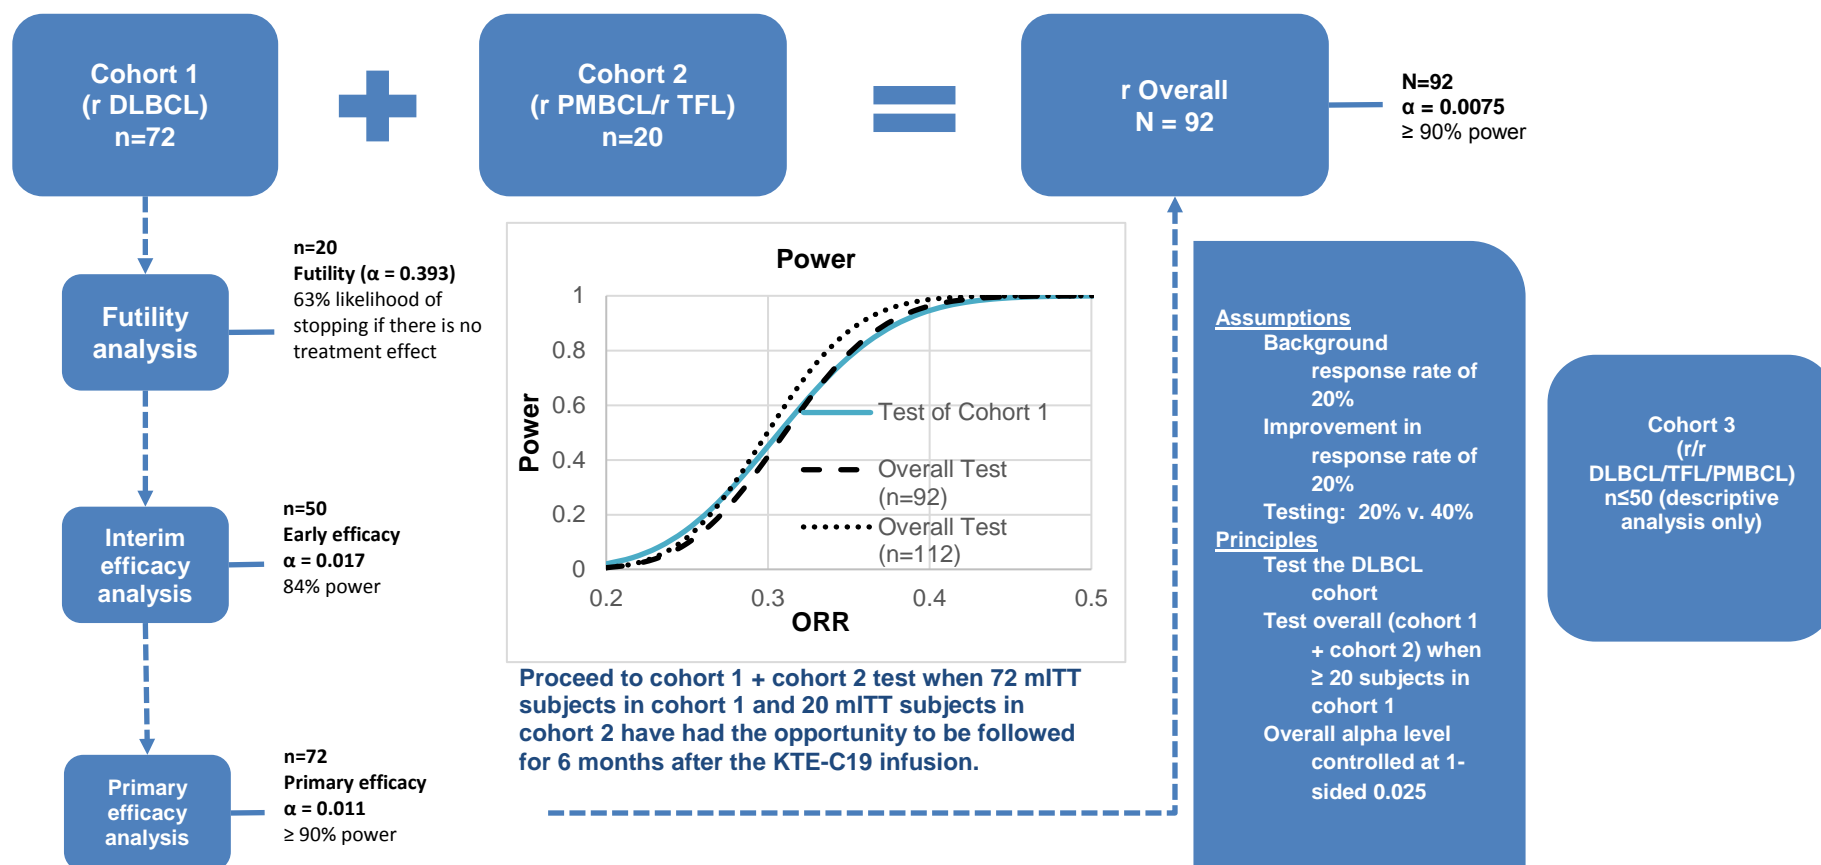 Cohort 1
(r DLBCL)
n=72
Cohort 2
(r PMBCL/r TFL)
n=20
r Overall
N = 92
N=92
α = 0.0075
≥ 90% power
n=20
Futility (α = 0.393)
63% likelihood of
stopping if there is no
treatment effect
Futility
analysis
n=50
Early efficacy
α = 0.017
84% power
Interim
efficacy
analysis
n=72
Primary efficacy
α = 0.011
≥ 90% power
Primary
efficacy
analysis
Power
1
0.8
0.6
0.4
0.2
0
Power
Test of Cohort 1
Overall Test
(n=92)
Overall Test
(n=112)
0.2
0.3
0.4
0.5
ORR
Proceed to cohort 1 + cohort 2 test when 72 mITT
subjects in cohort 1 and 20 mITT subjects in
cohort 2 have had the opportunity to be followed
for 6 months after the KTE-C19 infusion.
Assumptions
Background
response rate of
20%
Improvement in
response rate of
20%
Testing: 20% v. 40%
Principles
Test the DLBCL
cohort
Test overall (cohort 1
+ cohort 2) when
≥ 20 subjects in
cohort 1
Overall alpha level
controlled at 1-
sided 0.025
Cohort 3
(r/r
DLBCL/TFL/PMBCL)
n≤50 (descriptive
analysis only)